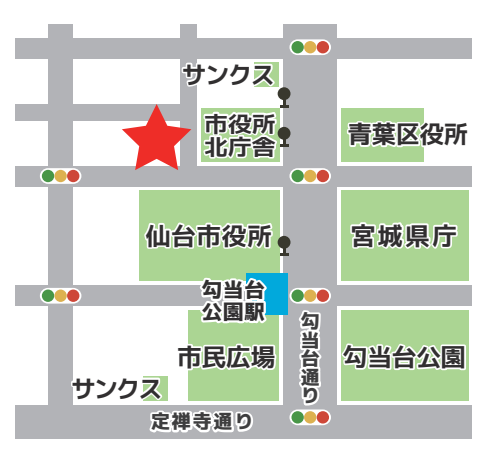 サンクス
市役所
北庁舎
青葉区役所
仙台市役所
宮城県庁
勾当台
公園駅
勾当台通り
市民広場
勾当台公園
サンクス
定禅寺通り